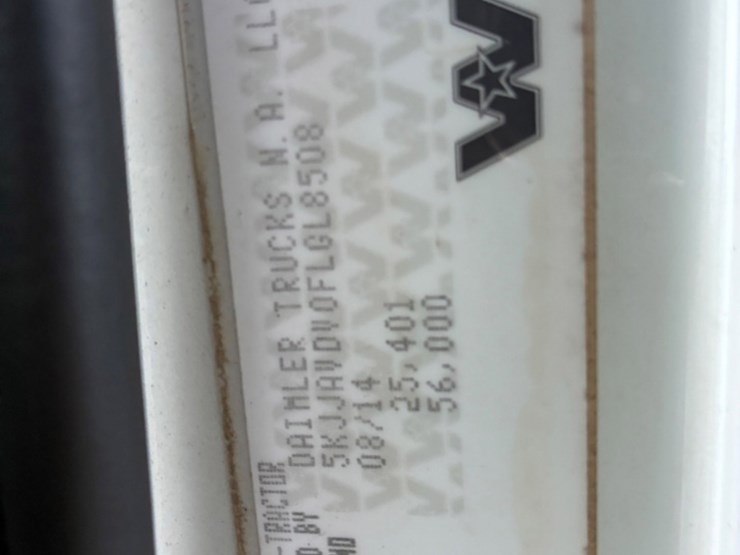 -TRACTOR
D BY DAIMLER TRUCKS N.A. LLC
5KJJAVDV0FLGL8508
08/14
25,401
56,000
W